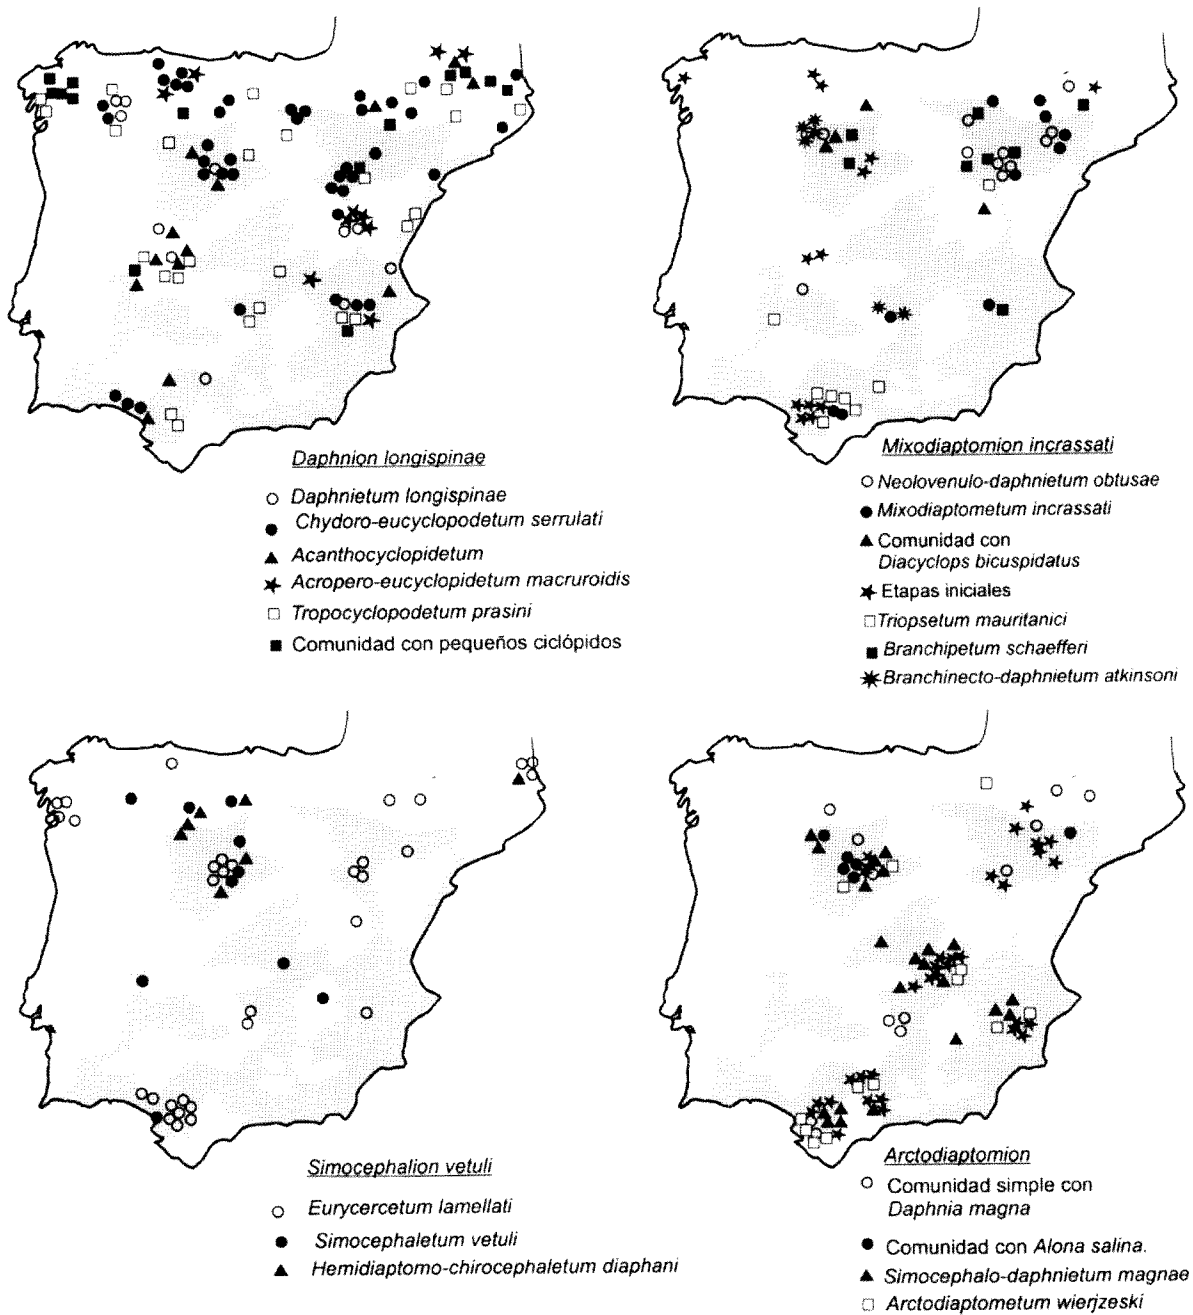 Daphnion longispinae
Daphnietum longispinae
Chydoro-eucyclopodetum serrulati
Acanthocyclopidetum
Acropero-eucyclopidetum macruroidis
Tropocyclopodetum prasini
Comunidad con pequeños ciclópidos
Mixodiaptomion incrassati
Neolovenulo-daphnietum obtusae
Mixodiaptometum incrassati
Comunidad con
Diacyclops bicuspidatus
Etapas iniciales
Triopsetum mauritanici
Branchipetum schaefferi
Branchinecto-daphnietum atkinsoni
Simocephalion vetuli
Eurycercetum lamellati
Simocephaletum vetuli
Hemidiaptomo-chirocephaletum diaphani
Arctodiaptomion
Comunidad simple con
Daphnia magna
Comunidad con Alona salina.
Simocephalo-daphnietum magnae
Arctodiaptometum wierjzeski